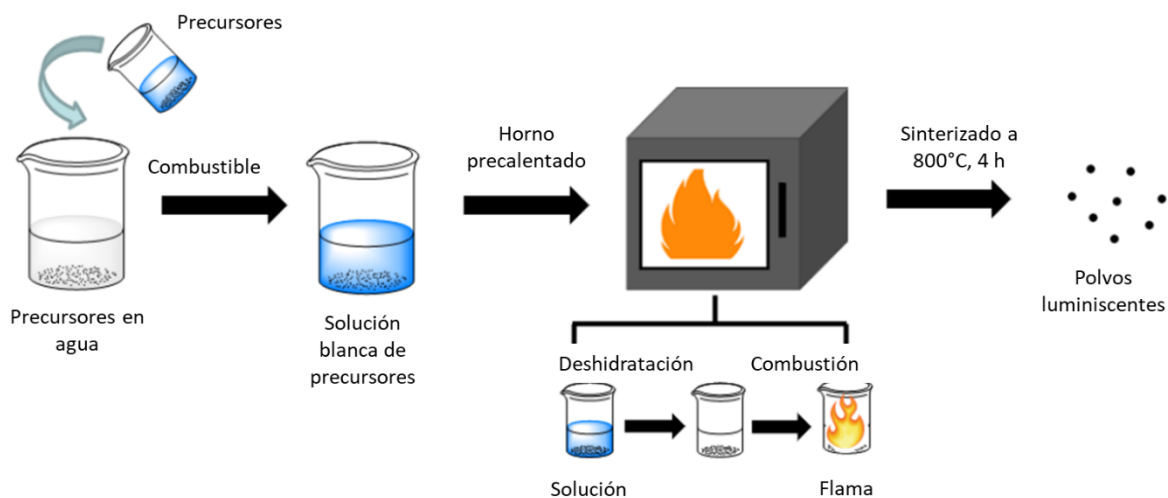 Precursores
Combustible
Precursores en
agua
Solución
blanca de
precursores
Horno
precalentado
Deshidratación
Combustión
Solución
Flama
Sinterizado a
800°C, 4 h
Polvos
luminiscentes